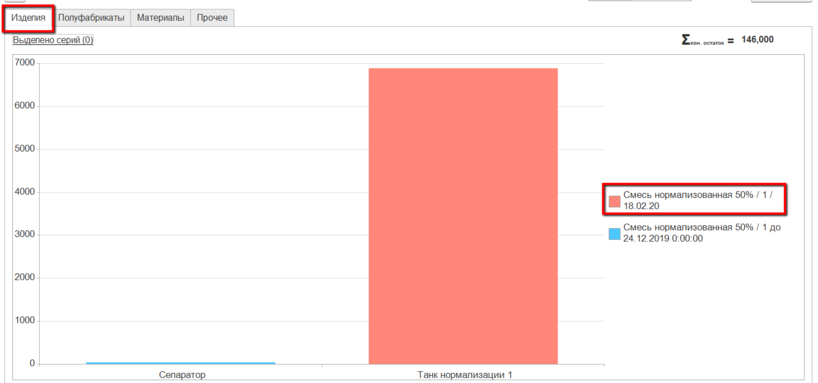 Изделия Полуфабрикаты Материалы Прочее
Выделено серий (0)
Σкон. остаток = 146,000
7000
6000
5000
4000
3000
2000
1000
0
Смесь нормализованная 50% / 1 /
18.02.20
Смесь нормализованная 50% / 1 до
24.12.2019 0:00:00
Сепаратор Танк нормализации 1